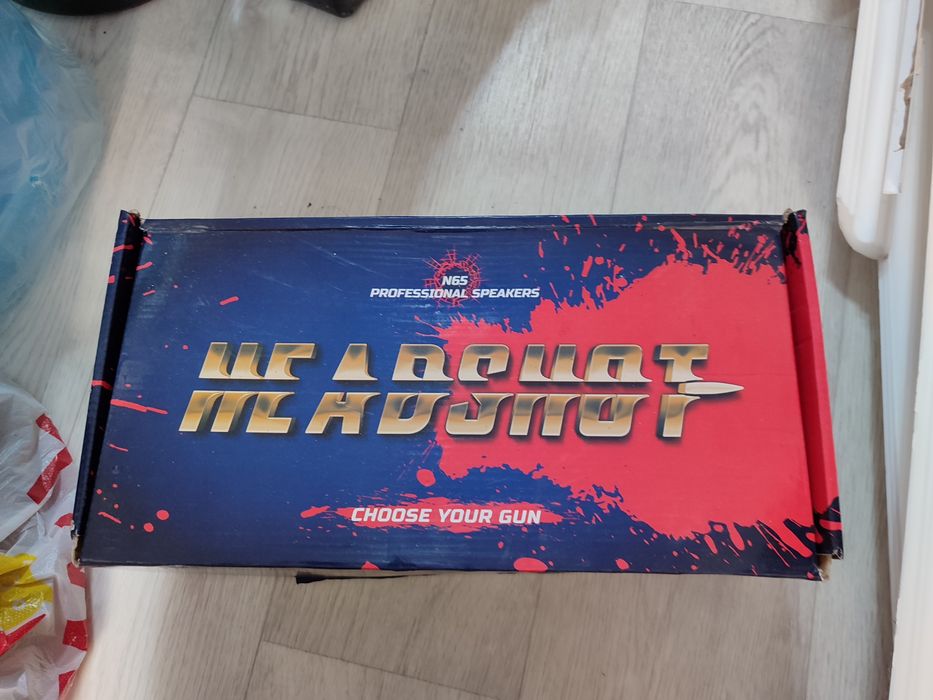 N65
PROFESSIONAL SPEAKERS
HEADSHOT
CHOOSE YOUR GUN